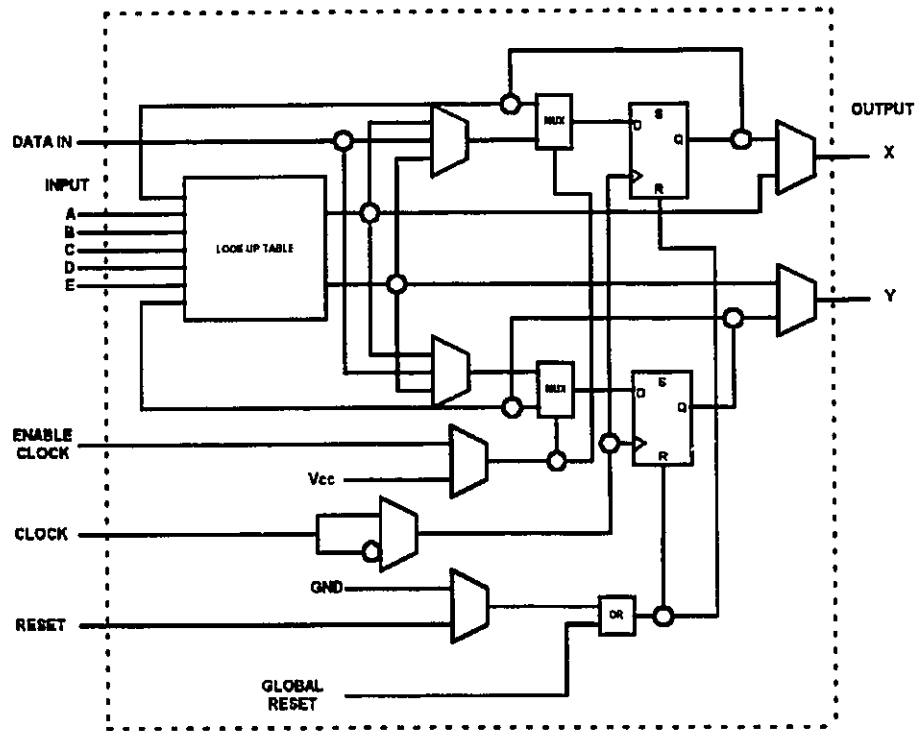 OUTPUT
DATA IN
INPUT
A
B
C
D
E
LOOK UP TABLE
MUX
D
S
Q
R
X
Y
MUX
D
S
Q
R
ENABLE
CLOCK
Vcc
CLOCK
GND
RESET
OR
GLOBAL
RESET